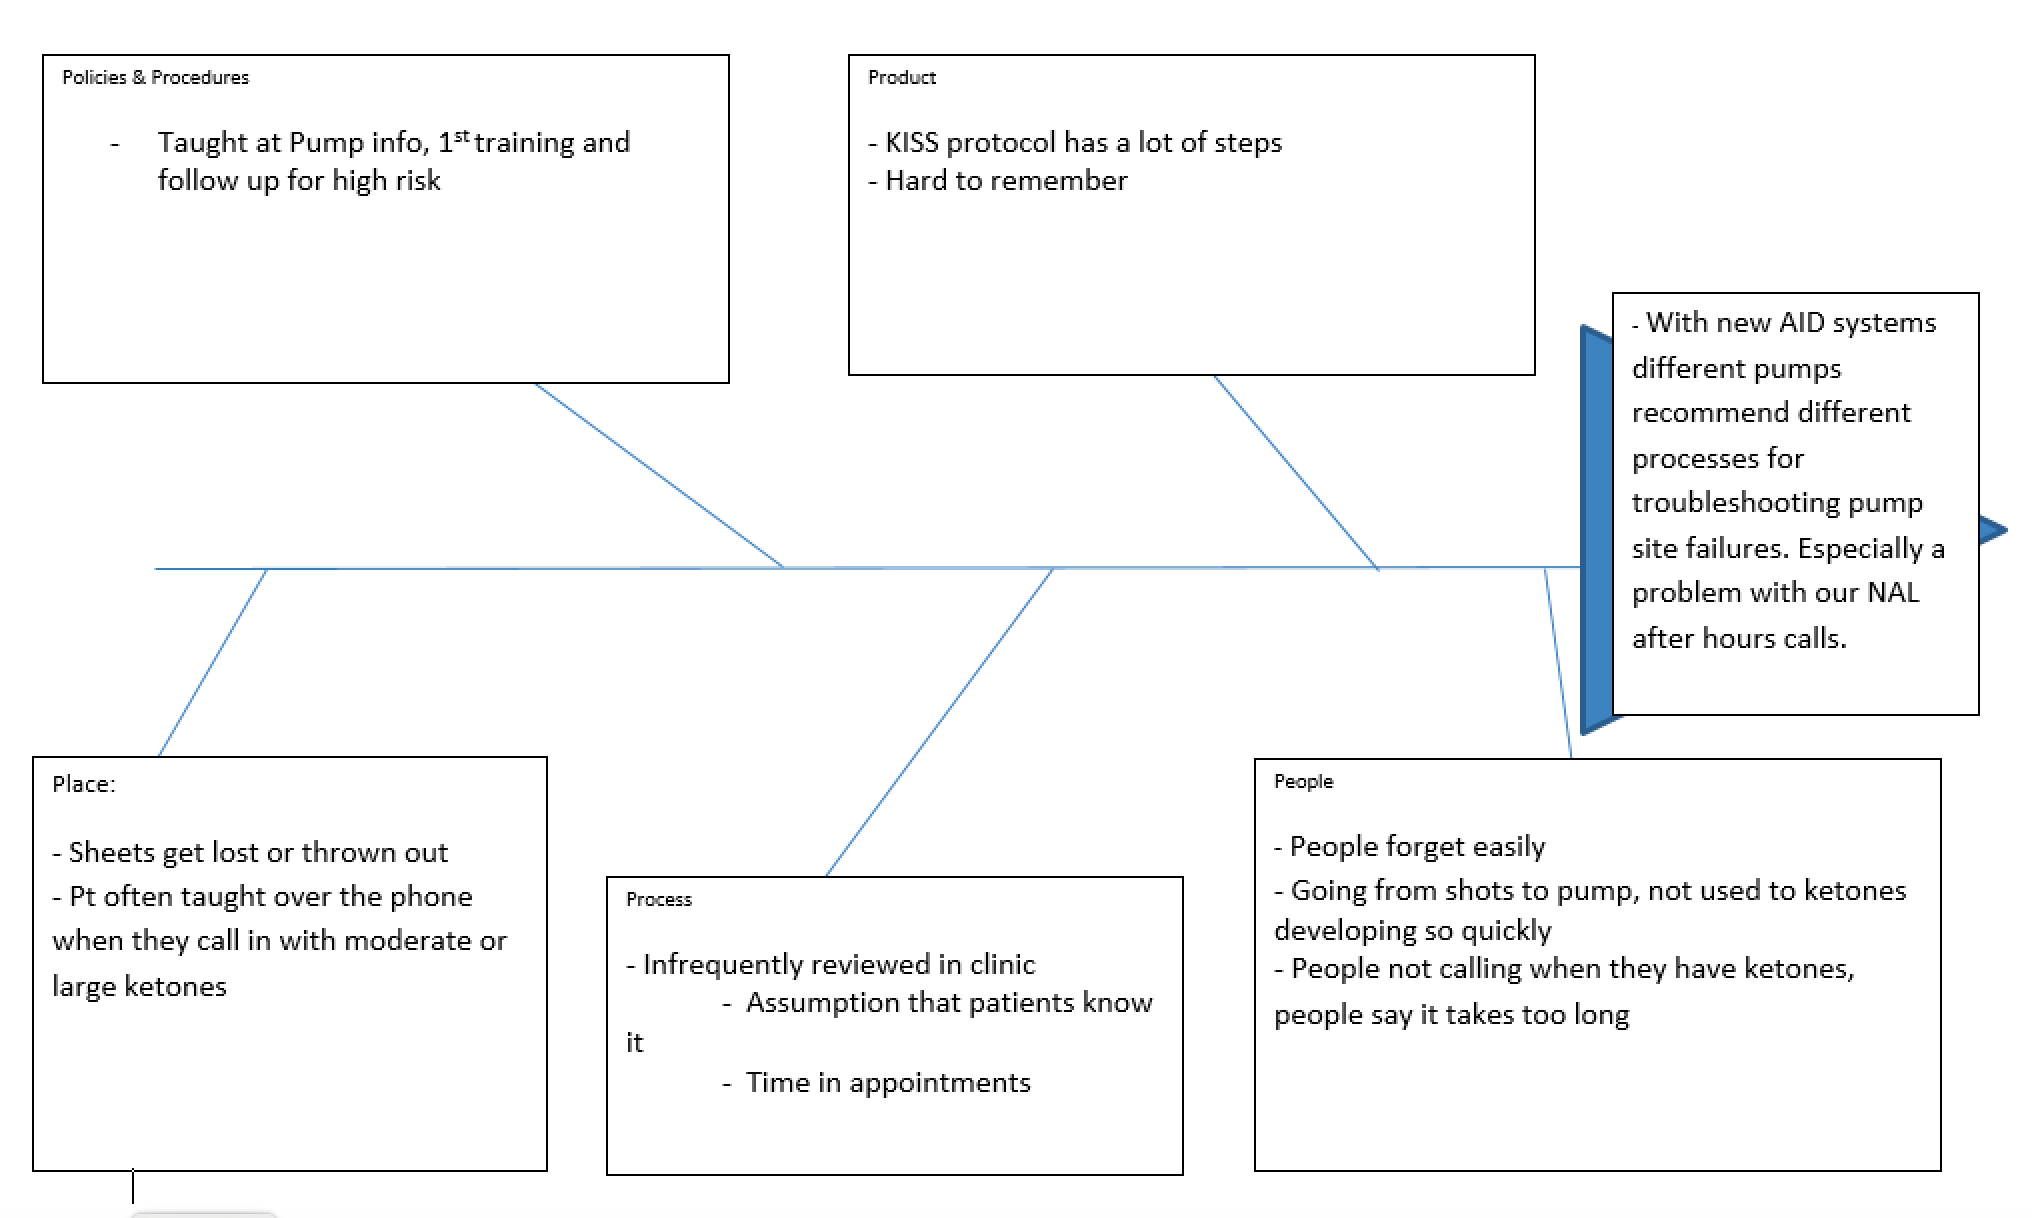 Policies & Procedures
- Taught at Pump info, 1st training and
follow up for high risk
Product
- KISS protocol has a lot of steps
- Hard to remember
- With new AID systems
different pumps
recommend different
processes for
troubleshooting pump
site failures. Especially a
problem with our NAL
after hours calls.
Place:
- Sheets get lost or thrown out
- Pt often taught over the phone
when they call in with moderate or
large ketones
Process
- Infrequently reviewed in clinic
- Assumption that patients know
it
- Time in appointments
People
- People forget easily
- Going from shots to pump, not used to ketones
developing so quickly
- People not calling when they have ketones,
people say it takes too long